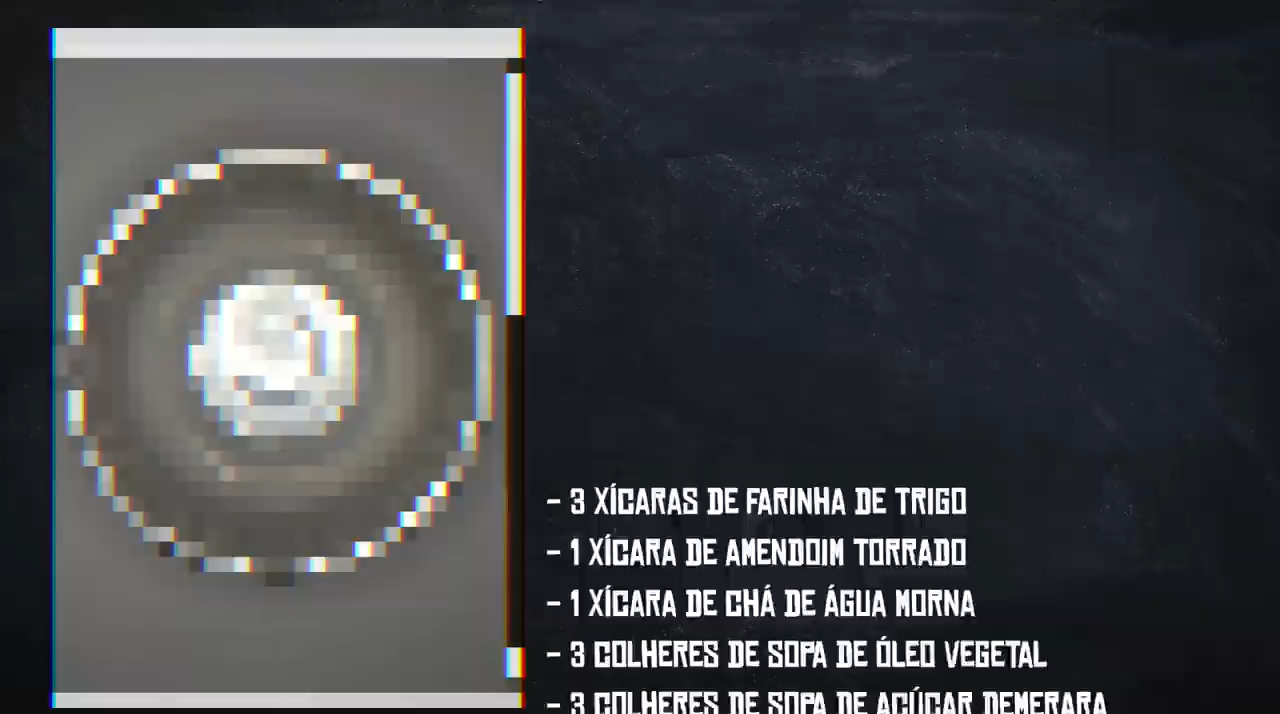 - 3 XÍCARAS DE FARINHA DE TRIGO
- 1 XÍCARA DE AMENDOIM TORRADO
- 1 XÍCARA DE CHÁ DE ÁGUA MORNA
- 3 COLHERES DE SOPA DE ÓLEO VEGETAL
- 3 COLHERES DE SOPA DE AÇÚCAR DEMERARA